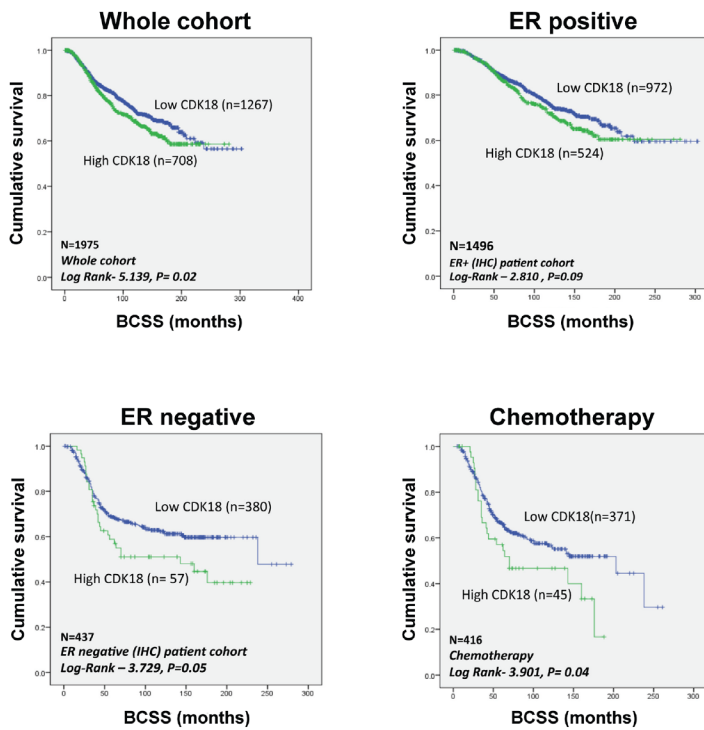 Whole cohort
Cumulative survival
1.0
0.8
0.6
0.4
0.2
0.0
Low CDK18 (n=1267)
High CDK18 (n=708)
N=1975
Whole cohort
Log Rank- 5.139, P= 0.02
0
100
200
300
400
BCSS (months)
ER positive
Cumulative survival
1.0
0.8
0.6
0.4
0.2
0.0
Low CDK18 (n=972)
High CDK18 (n=524)
N=1496
ER+ (IHC) patient cohort
Log-Rank – 2.810 , P=0.09
0
50
100
150
200
250
300
BCSS (months)
ER negative
Cumulative survival
1.0
0.8
0.6
0.4
0.2
0.0
Low CDK18 (n=380)
High CDK18 (n= 57)
N=437
ER negative (IHC) patient cohort
Log-Rank – 3.729, P=0.05
0
50
100
150
200
250
300
BCSS (months)
Chemotherapy
Cumulative survival
1.0
0.8
0.6
0.4
0.2
0.0
Low CDK18(n=371)
High CDK18 (n=45)
N=416
Chemotherapy
Log Rank- 3.901, P= 0.04
0
50
100
150
200
250
300
BCSS (months)